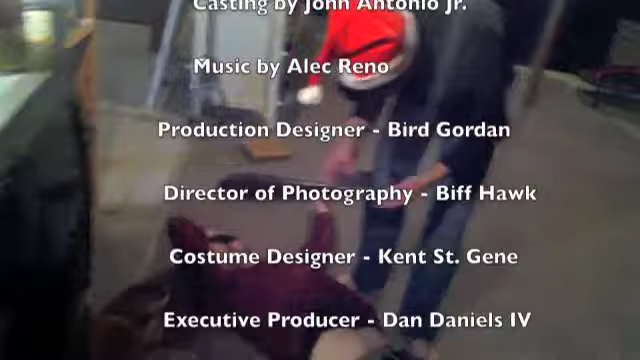 Casting by John Antonio Jr.
Music by Alec Reno
Production Designer - Bird Gordan
Director of Photography - Biff Hawk
Costume Designer - Kent St. Gene
Executive Producer - Dan Daniels IV